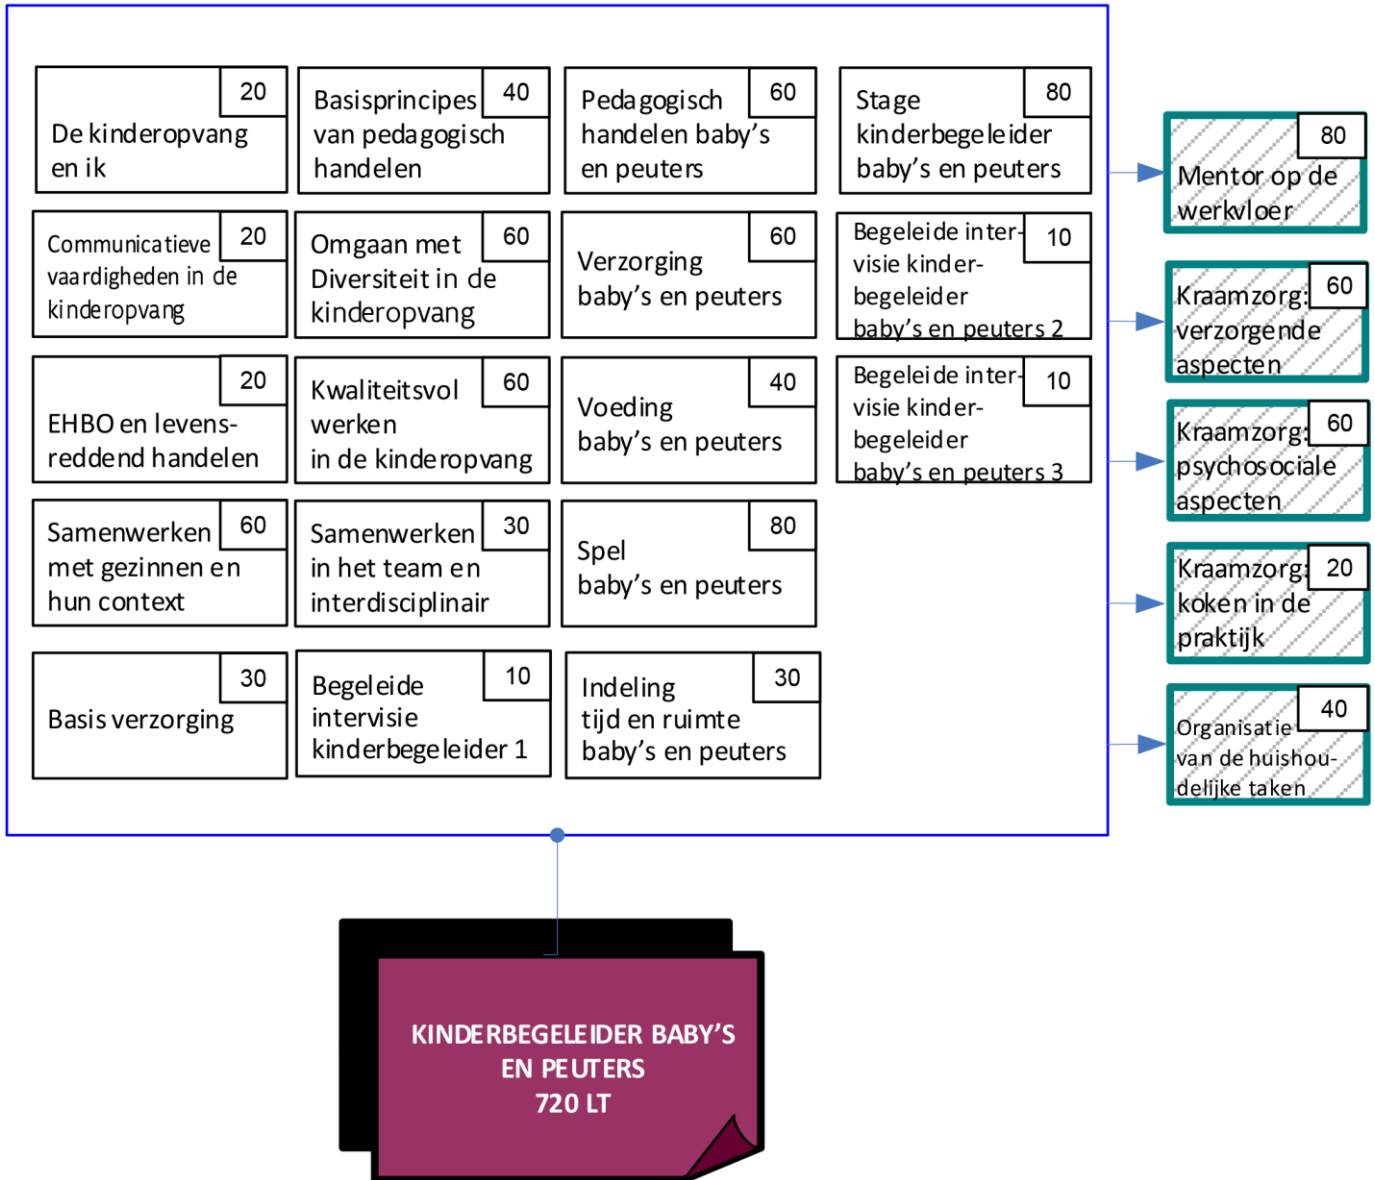 20
De kinderopvang
en ik
40
Basisprincipes
van pedagogisch
handelen
60
Pedagogisch
handelen baby's
en peuters
80
Stage
kinderbegeleider
baby's en peuters
20
Communicatieve
vaardigheden in de
kinderopvang
60
Omgaan met
Diversiteit in de
kinderopvang
60
Verzorging
baby's en peuters
10
Begeleide inter-
visie kinder-
begeleider
baby's en peuters 2
20
EHBO en levens-
reddend handelen
60
Kwaliteitsvol
werken
in de kinderopvang
40
Voeding
baby's en peuters
10
Begeleide inter-
visie kinder-
begeleider
baby's en peuters 3
60
Samenwerken
met gezinnen en
hun context
30
Samenwerken
in het team en
interdisciplinair
80
Spel
baby's en peuters
30
Basis verzorging
10
Begeleide
intervisie
kinderbegeleider 1
30
Indeling
tijd en ruimte
baby's en peuters
80
Mentor op de
werkvloer
60
Kraamzorg:
verzorgende
aspecten
60
Kraamzorg:
psychosociale
aspecten
20
Kraamzorg:
koken in de
praktijk
40
Organisatie
van de huishou-
delijke taken
KINDERBEGELEIDER BABY'S
EN PEUTERS
720 LT